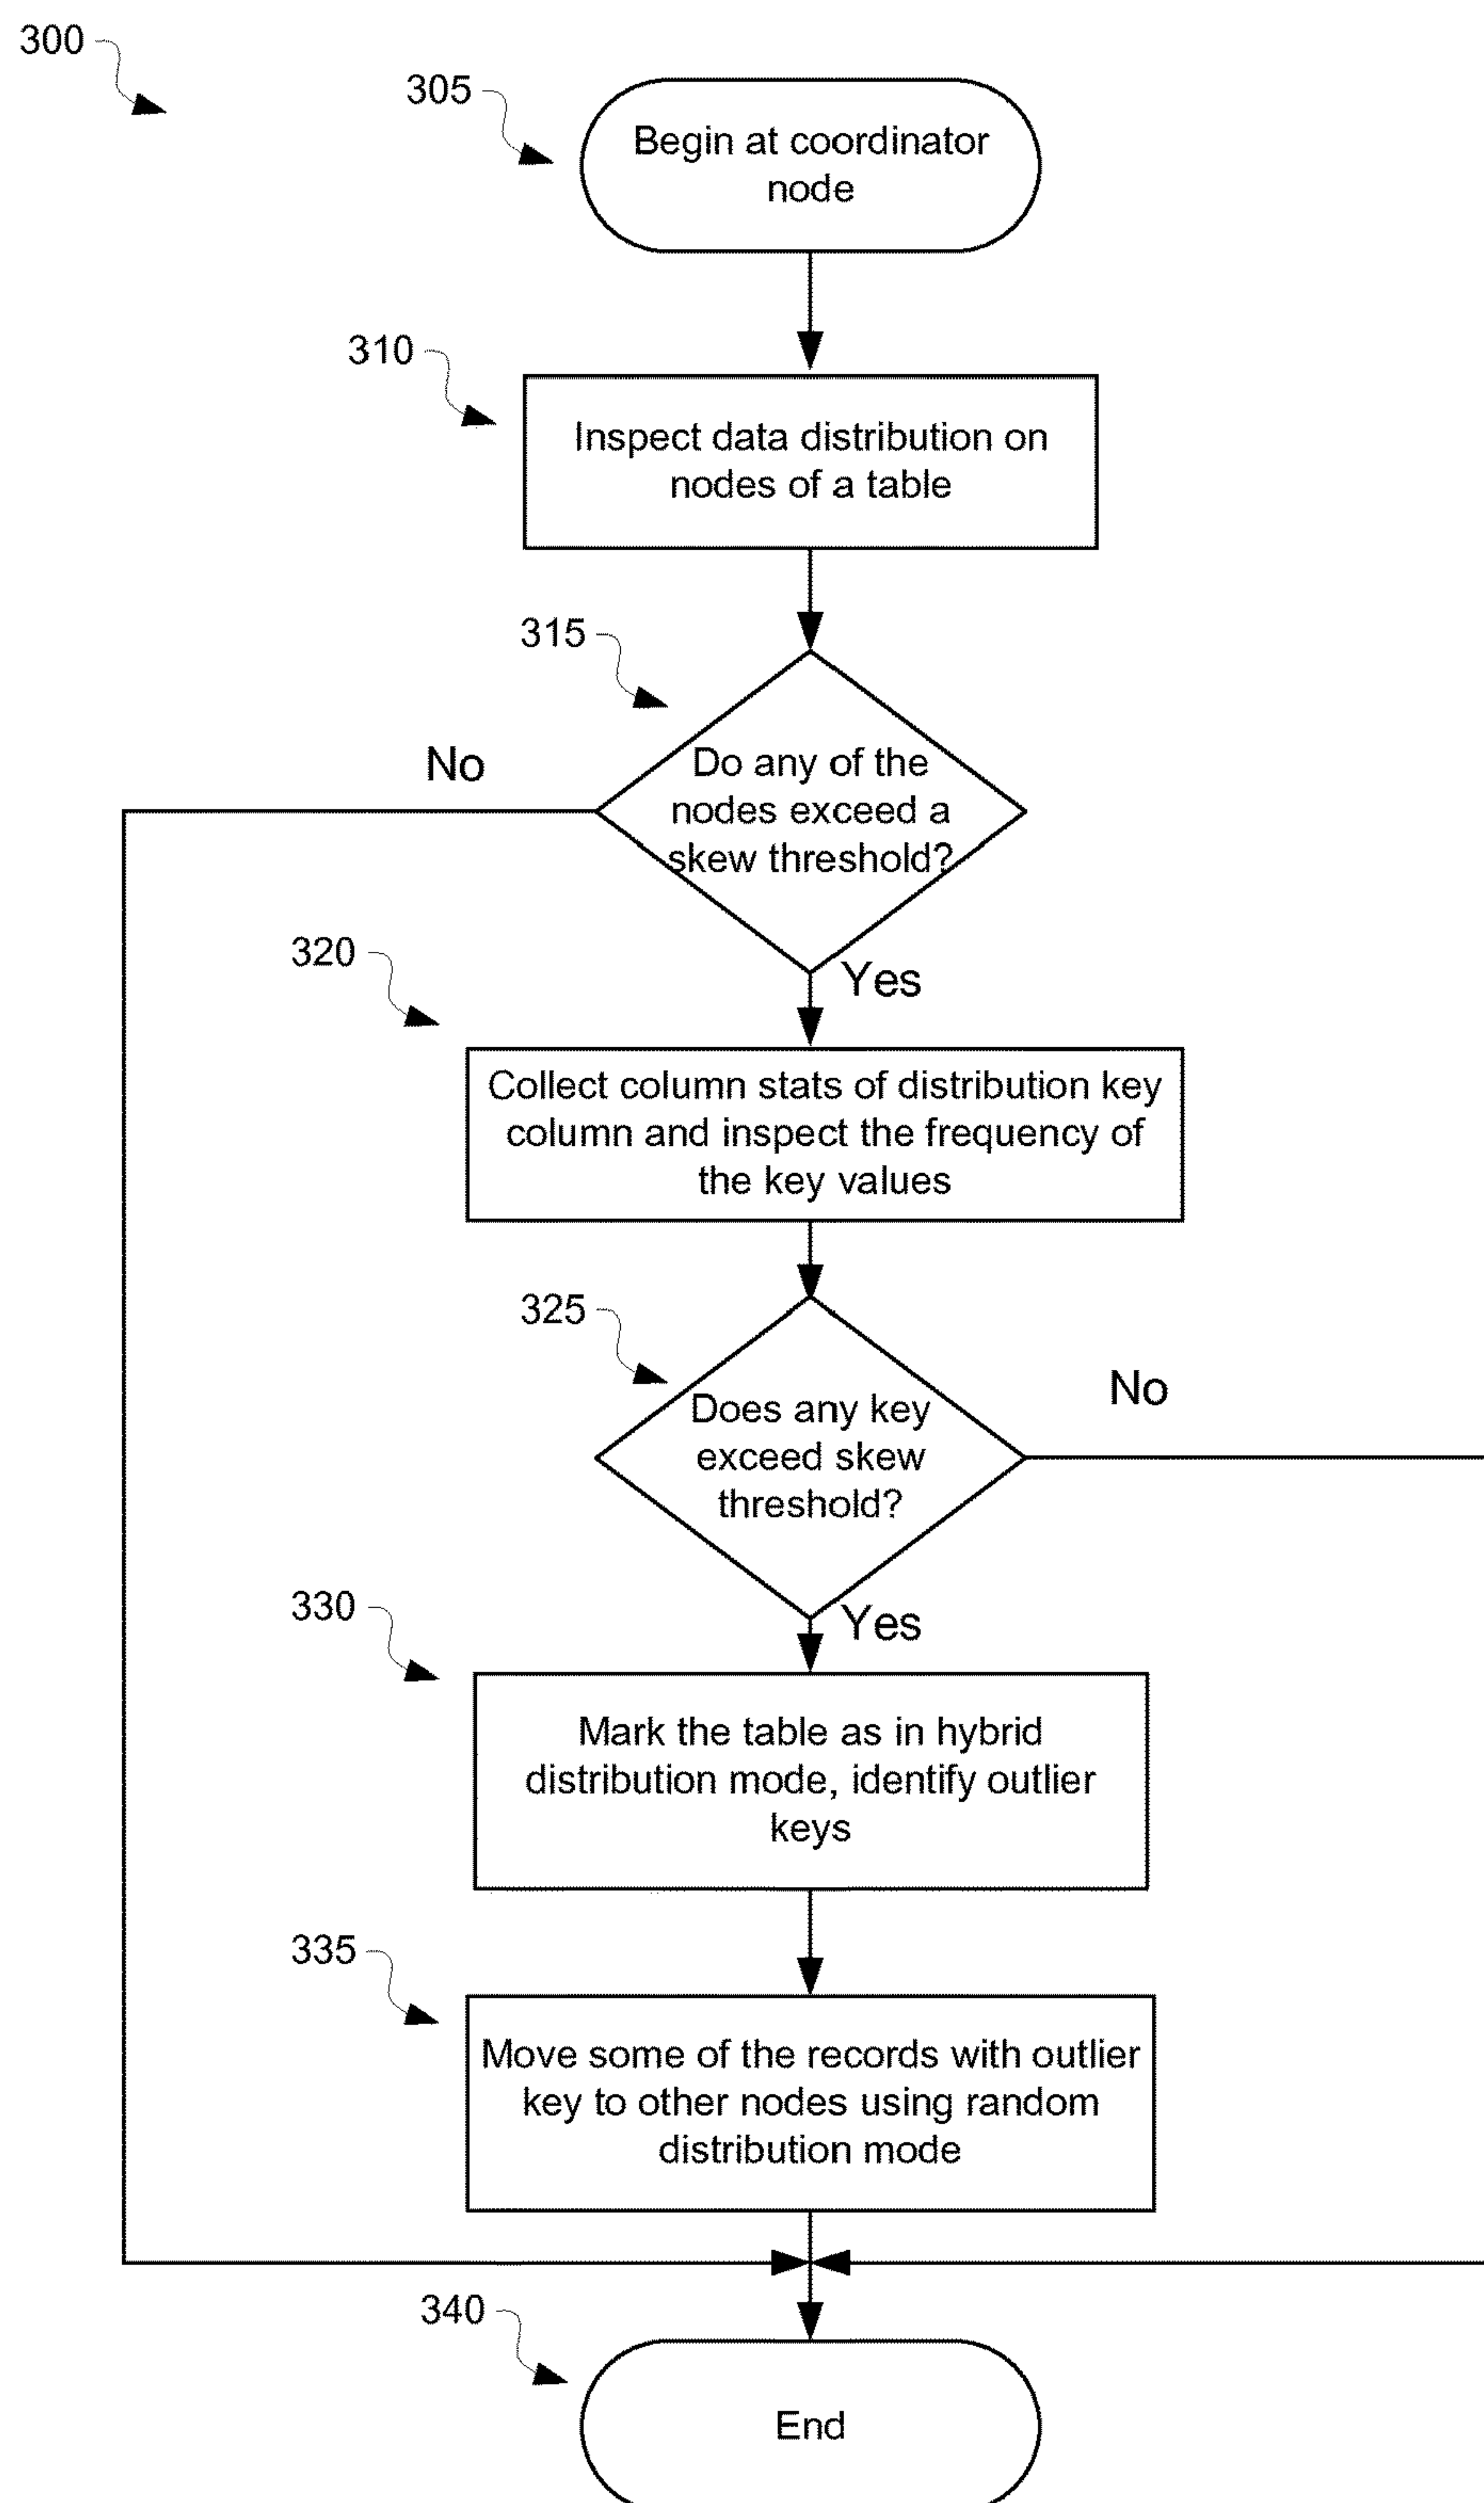 300
305
Begin at coordinator
node
310
Inspect data distribution on
nodes of a table
315
No
Do any of the
nodes exceed a
skew threshold?
Yes
320
Collect column stats of distribution key
column and inspect the frequency of
the key values
325
Does any key
exceed skew
threshold?
No
Yes
330
Mark the table as in hybrid
distribution mode, identify outlier
keys
335
Move some of the records with outlier
key to other nodes using random
distribution mode
340
End